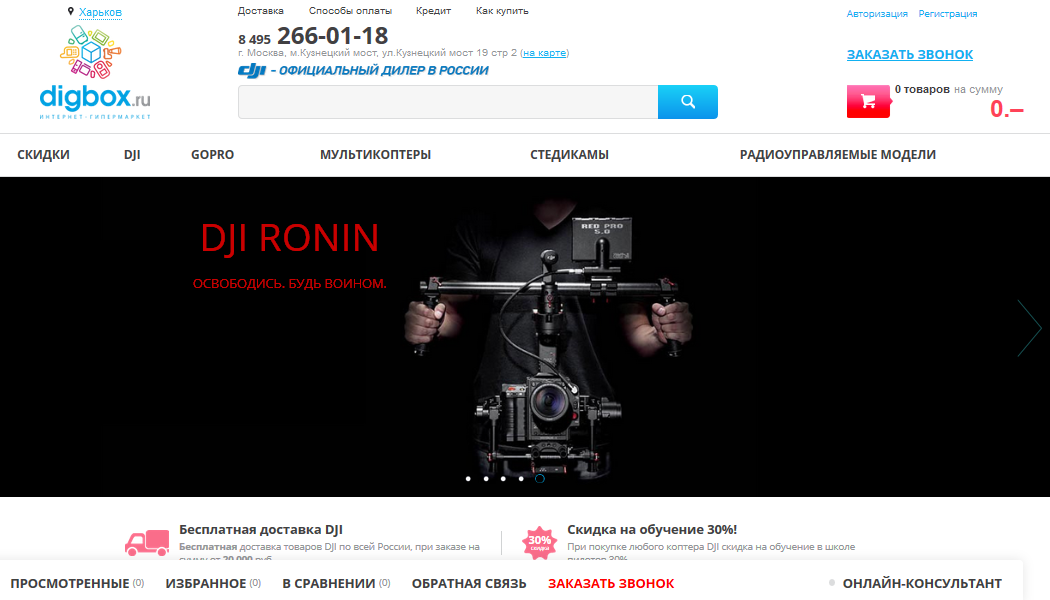 Харьков
Доставка Способы оплаты Кредит Как купить
Авторизация Регистрация
8 495 266-01-18
г. Москва, м.Кузнецкий мост, ул.Кузнецкий мост 19 стр 2 (на карте)
ЗАКАЗАТЬ ЗВОНОК
dji - ОФИЦИАЛЬНЫЙ ДИЛЕР В РОССИИ
digbox.ru
ИНТЕРНЕТ-ГИПЕРМАРКЕТ
0 товаров на сумму
0.–
СКИДКИ DJI GOPRO МУЛЬТИКОПТЕРЫ СТЕДИКАМЫ РАДИОУПРАВЛЯЕМЫЕ МОДЕЛИ
DJI RONIN
ОСВОБОДИСЬ. БУДЬ ВОИНОМ.
RED PRO
5.0
Бесплатная доставка DJI
Бесплатная доставка товаров DJI по всей России, при заказе на
сумму от 20 000 руб.
30%
скидка
Скидка на обучение 30%!
При покупке любого коптера DJI скидка на обучение в школе
пилотов 30%.
ПРОСМОТРЕННЫЕ (0) ИЗБРАННОЕ (0) В СРАВНЕНИИ (0) ОБРАТНАЯ СВЯЗЬ ЗАКАЗАТЬ ЗВОНОК ОНЛАЙН-КОНСУЛЬТАНТ